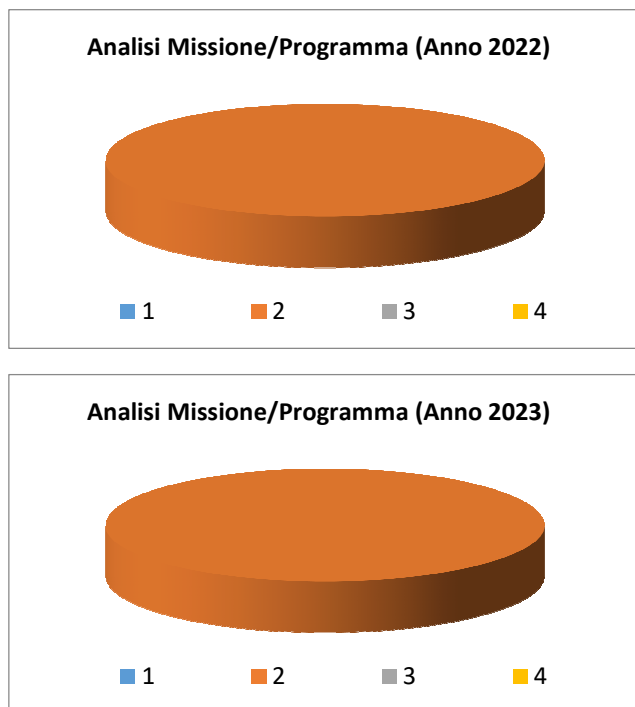 Analisi Missione/Programma (Anno 2022)
1 2 3 4
Analisi Missione/Programma (Anno 2023)
1 2 3 4